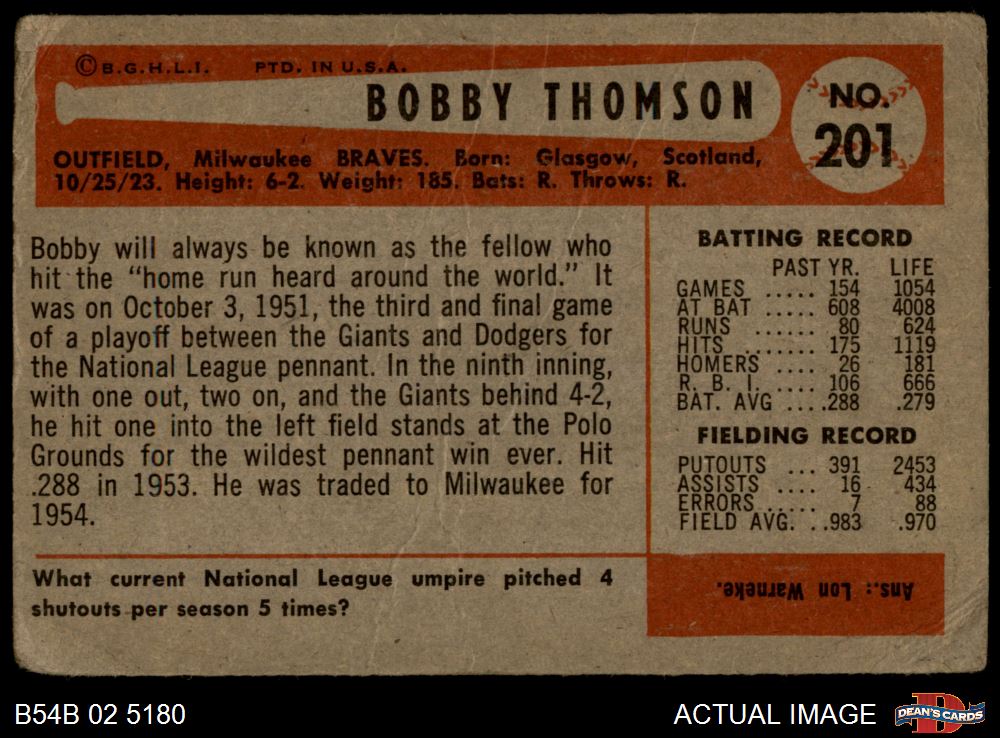 ©B.G.H.L.I. PTD. IN U.S.A.
BOBBY THOMSON
NO.
201
OUTFIELD, Milwaukee BRAVES. Born: Glasgow, Scotland,
10/25/23. Height: 6-2. Weight: 185. Bats: R. Throws: R.
Bobby will always be known as the fellow who
hit the “home run heard around the world.” It
was on October 3, 1951, the third and final game
of a playoff between the Giants and Dodgers for
the National League pennant. In the ninth inning,
with one out, two on, and the Giants behind 4-2,
he hit one into the left field stands at the Polo
Grounds for the wildest pennant win ever. Hit
.288 in 1953. He was traded to Milwaukee for
1954.
What current National League umpire pitched 4
shutouts per season 5 times?
BATTING RECORD
PAST YR. LIFE
GAMES ..... 154 1054
AT BAT ..... 608 4008
RUNS ...... 80 624
HITS ........ 175 1119
HOMERS .... 26 181
R. B. I. .... 106 666
BAT. AVG .... .288 .279
FIELDING RECORD
PUTOUTS ... 391 2453
ASSISTS .... 16 434
ERRORS ...... 7 88
FIELD AVG. . .983 .970
Ans.: Lon Warneke.
B54B 02 5180
ACTUAL IMAGE
D
DEAN'S CARDS